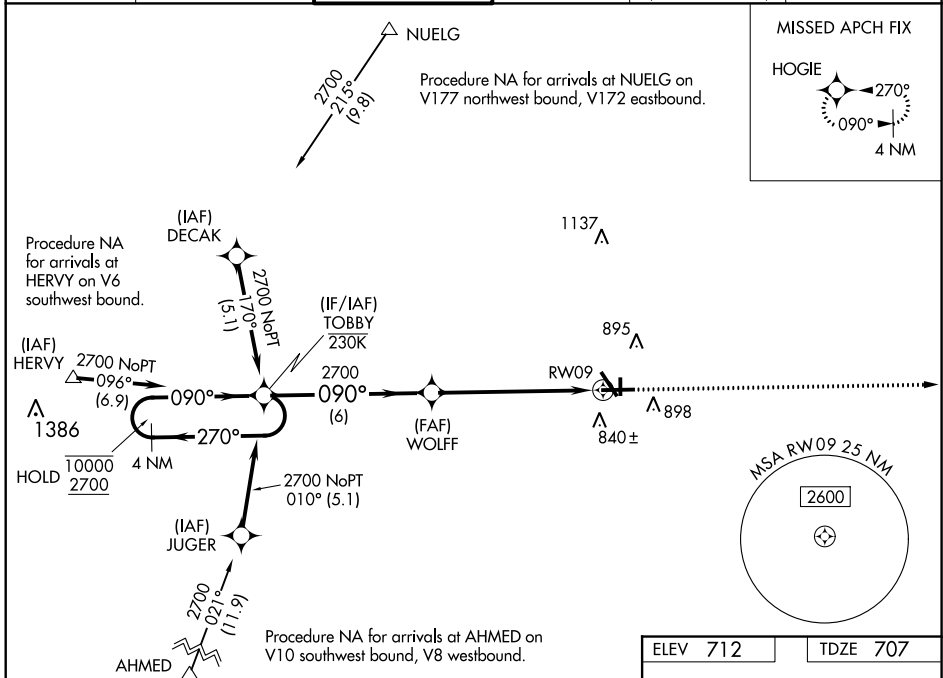 NUELG
2700
215°
(9.8)
Procedure NA for arrivals at NUELG on
V177 northwest bound, V172 eastbound.
MISSED APCH FIX
HOGIE
270°
090°
4 NM
(IAF)
DECAK
2700 NoPT
170°
(5.1)
Procedure NA
for arrivals at
HERVY on V6
southwest bound.
1137
(IF/IAF)
TOBBY
230K
895
(IAF)
HERVY
2700 NoPT
096°
(6.9)
090°
2700
090°
(6)
RW09
1386
270°
(FAF)
WOLFF
898
840±
HOLD
10000
2700
4 NM
2700 NoPT
010° (5.1)
MSA RW09 25 NM
2600
(IAF)
JUGER
2700
021°
(11.9)
AHMED
Procedure NA for arrivals at AHMED on
V10 southwest bound, V8 westbound.
ELEV 712
TDZE 707